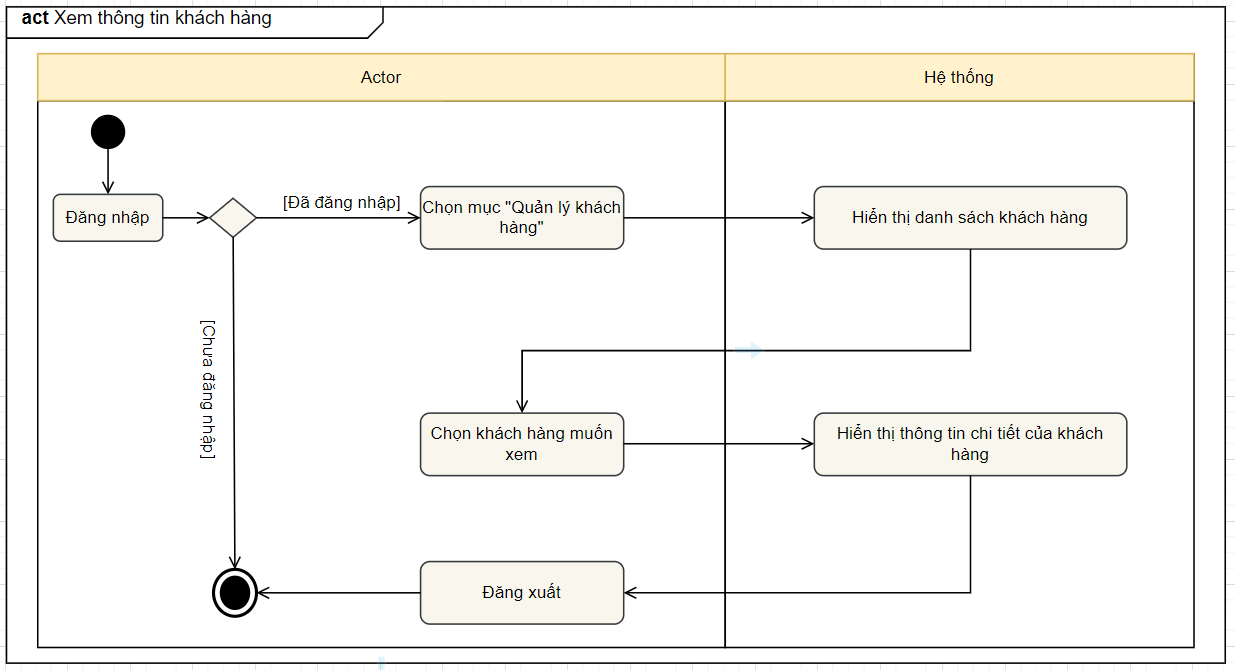 act Xem thông tin khách hàng
Actor
Hệ thống
Đăng nhập
[Đã đăng nhập]
Chọn mục "Quản lý khách
hàng"
Hiển thị danh sách khách hàng
[Chưa đăng nhập]
Chọn khách hàng muốn
xem
Hiển thị thông tin chi tiết của khách
hàng
Đăng xuất